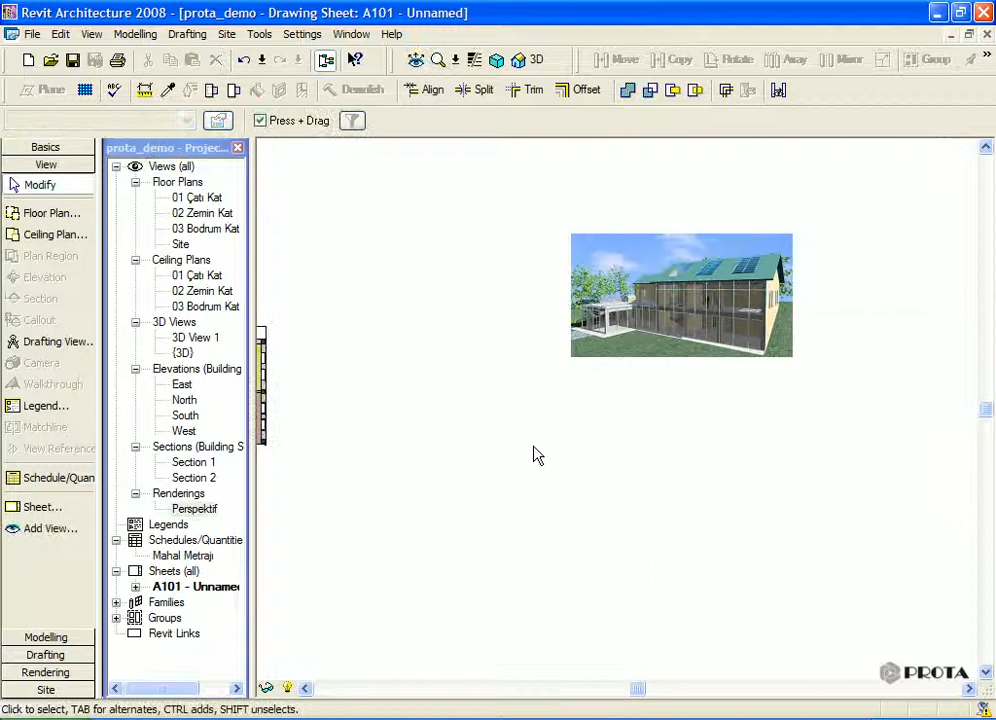 Revit Architecture 2008 - [prota_demo - Drawing Sheet: A101 - Unnamed]
File Edit View Modelling Drafting Site Tools Settings Window Help
3D Move Copy Rotate Away Mirror Group
Plane Demolish Align Split Trim Offset
Press + Drag
Basics
View
Modify
Floor Plan...
Ceiling Plan...
Plan Region
Elevation
Section
Callout
Drafting View..
Camera
Walkthrough
Legend...
Matchline
View Reference
Schedule/Quan
Sheet...
Add View...
Modelling
Drafting
Rendering
Site
prota_demo - Projec...
Views (all)
Floor Plans
01 Çatı Kat
02 Zemin Kat
03 Bodrum Kat
Site
Ceiling Plans
01 Çatı Kat
02 Zemin Kat
03 Bodrum Kat
3D Views
3D View 1
{3D}
Elevations (Building
East
North
South
West
Sections (Building S
Section 1
Section 2
Renderings
Perspektif
Legends
Schedules/Quantitie
Mahal Metrajı
Sheets (all)
A101 - Unname
Families
Groups
Revit Links
PROTA
Click to select, TAB for alternates, CTRL adds, SHIFT unselects.